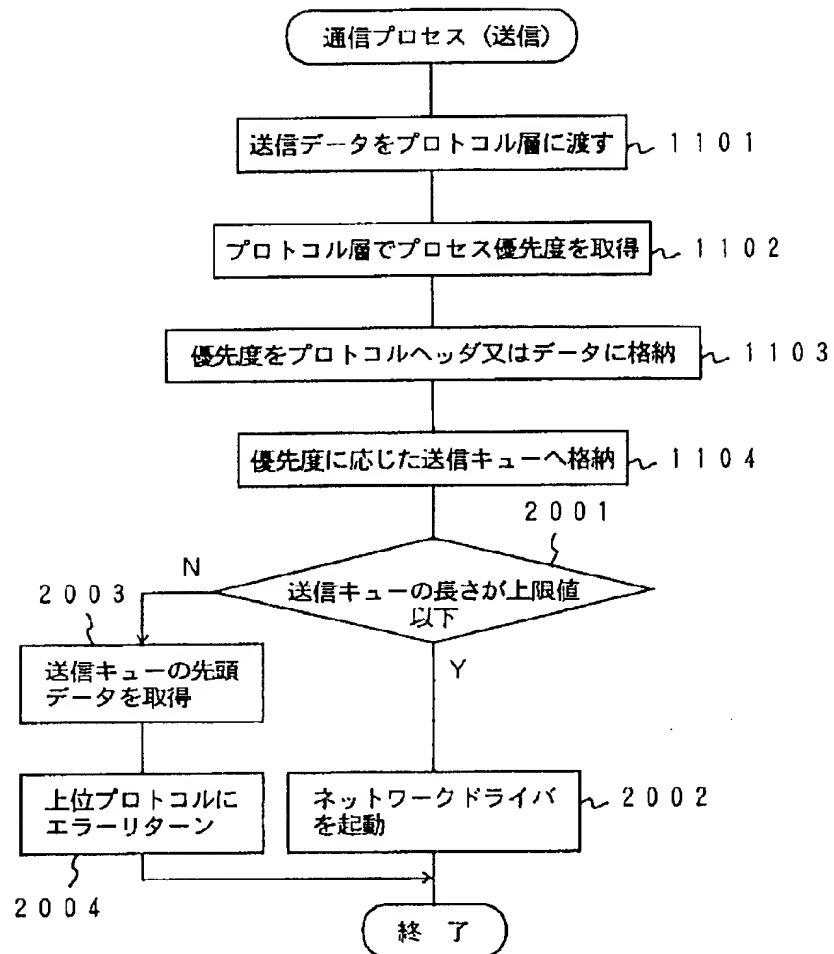 通信プロセス（送信）
送信データをプロトコル層に渡す
1101
プロトコル層でプロセス優先度を取得
1102
優先度をプロトコルヘッダ又はデータに格納
1103
優先度に応じた送信キューへ格納
1104
2001
送信キューの長さが上限値
以下
N
Y
2003
送信キューの先頭
データを取得
上位プロトコルに
エラーリターン
2004
ネットワークドライバ
を起動
2002
終了